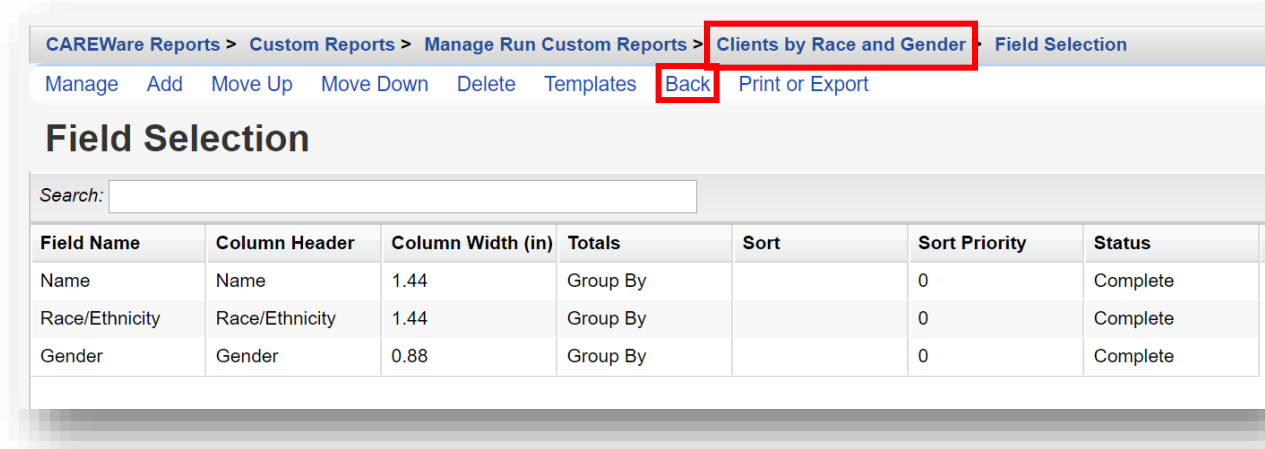 CAREWare Reports > Custom Reports > Manage Run Custom Reports > Clients by Race and Gender > Field Selection
Manage Add Move Up Move Down Delete Templates Back Print or Export
Field Selection
Search:
Field Name Column Header Column Width (in) Totals Sort Sort Priority Status
Name Name 1.44 Group By 0 Complete
Race/Ethnicity Race/Ethnicity 1.44 Group By 0 Complete
Gender Gender 0.88 Group By 0 Complete